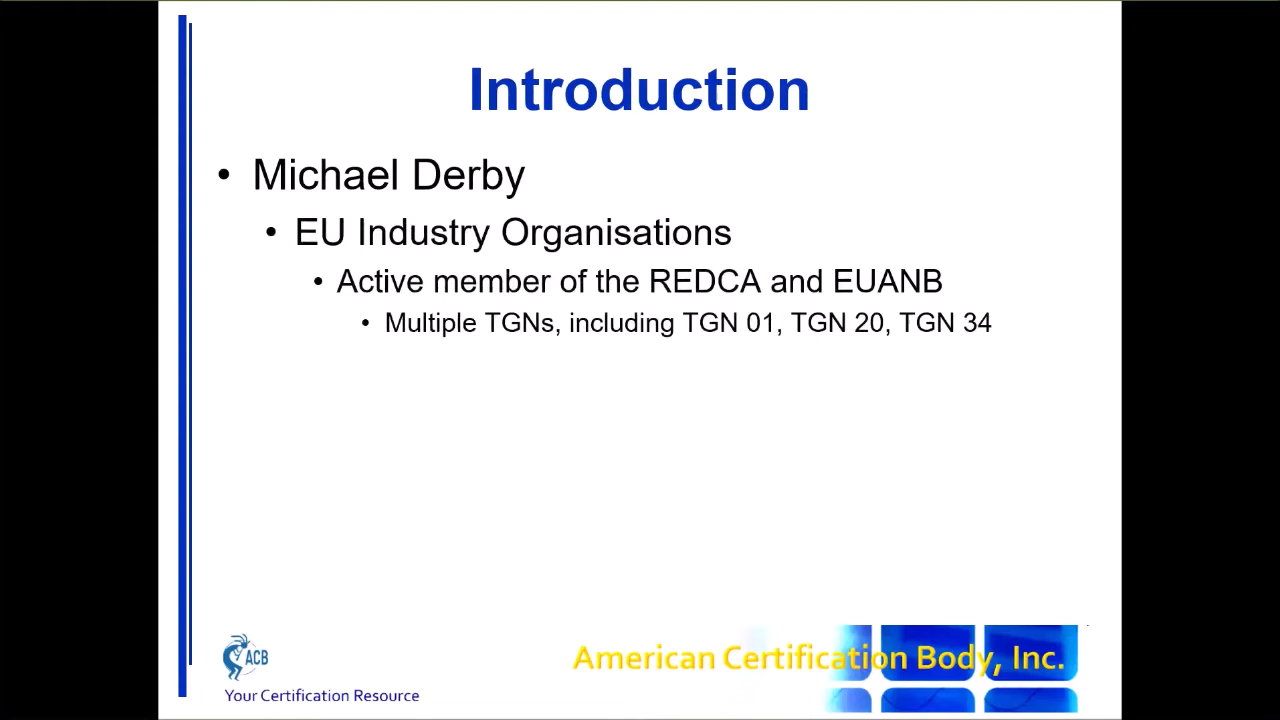 Introduction
• Michael Derby
• EU Industry Organisations
• Active member of the REDCA and EUANB
• Multiple TGNs, including TGN 01, TGN 20, TGN 34
ACB
American Certification Body, Inc.
Your Certification Resource